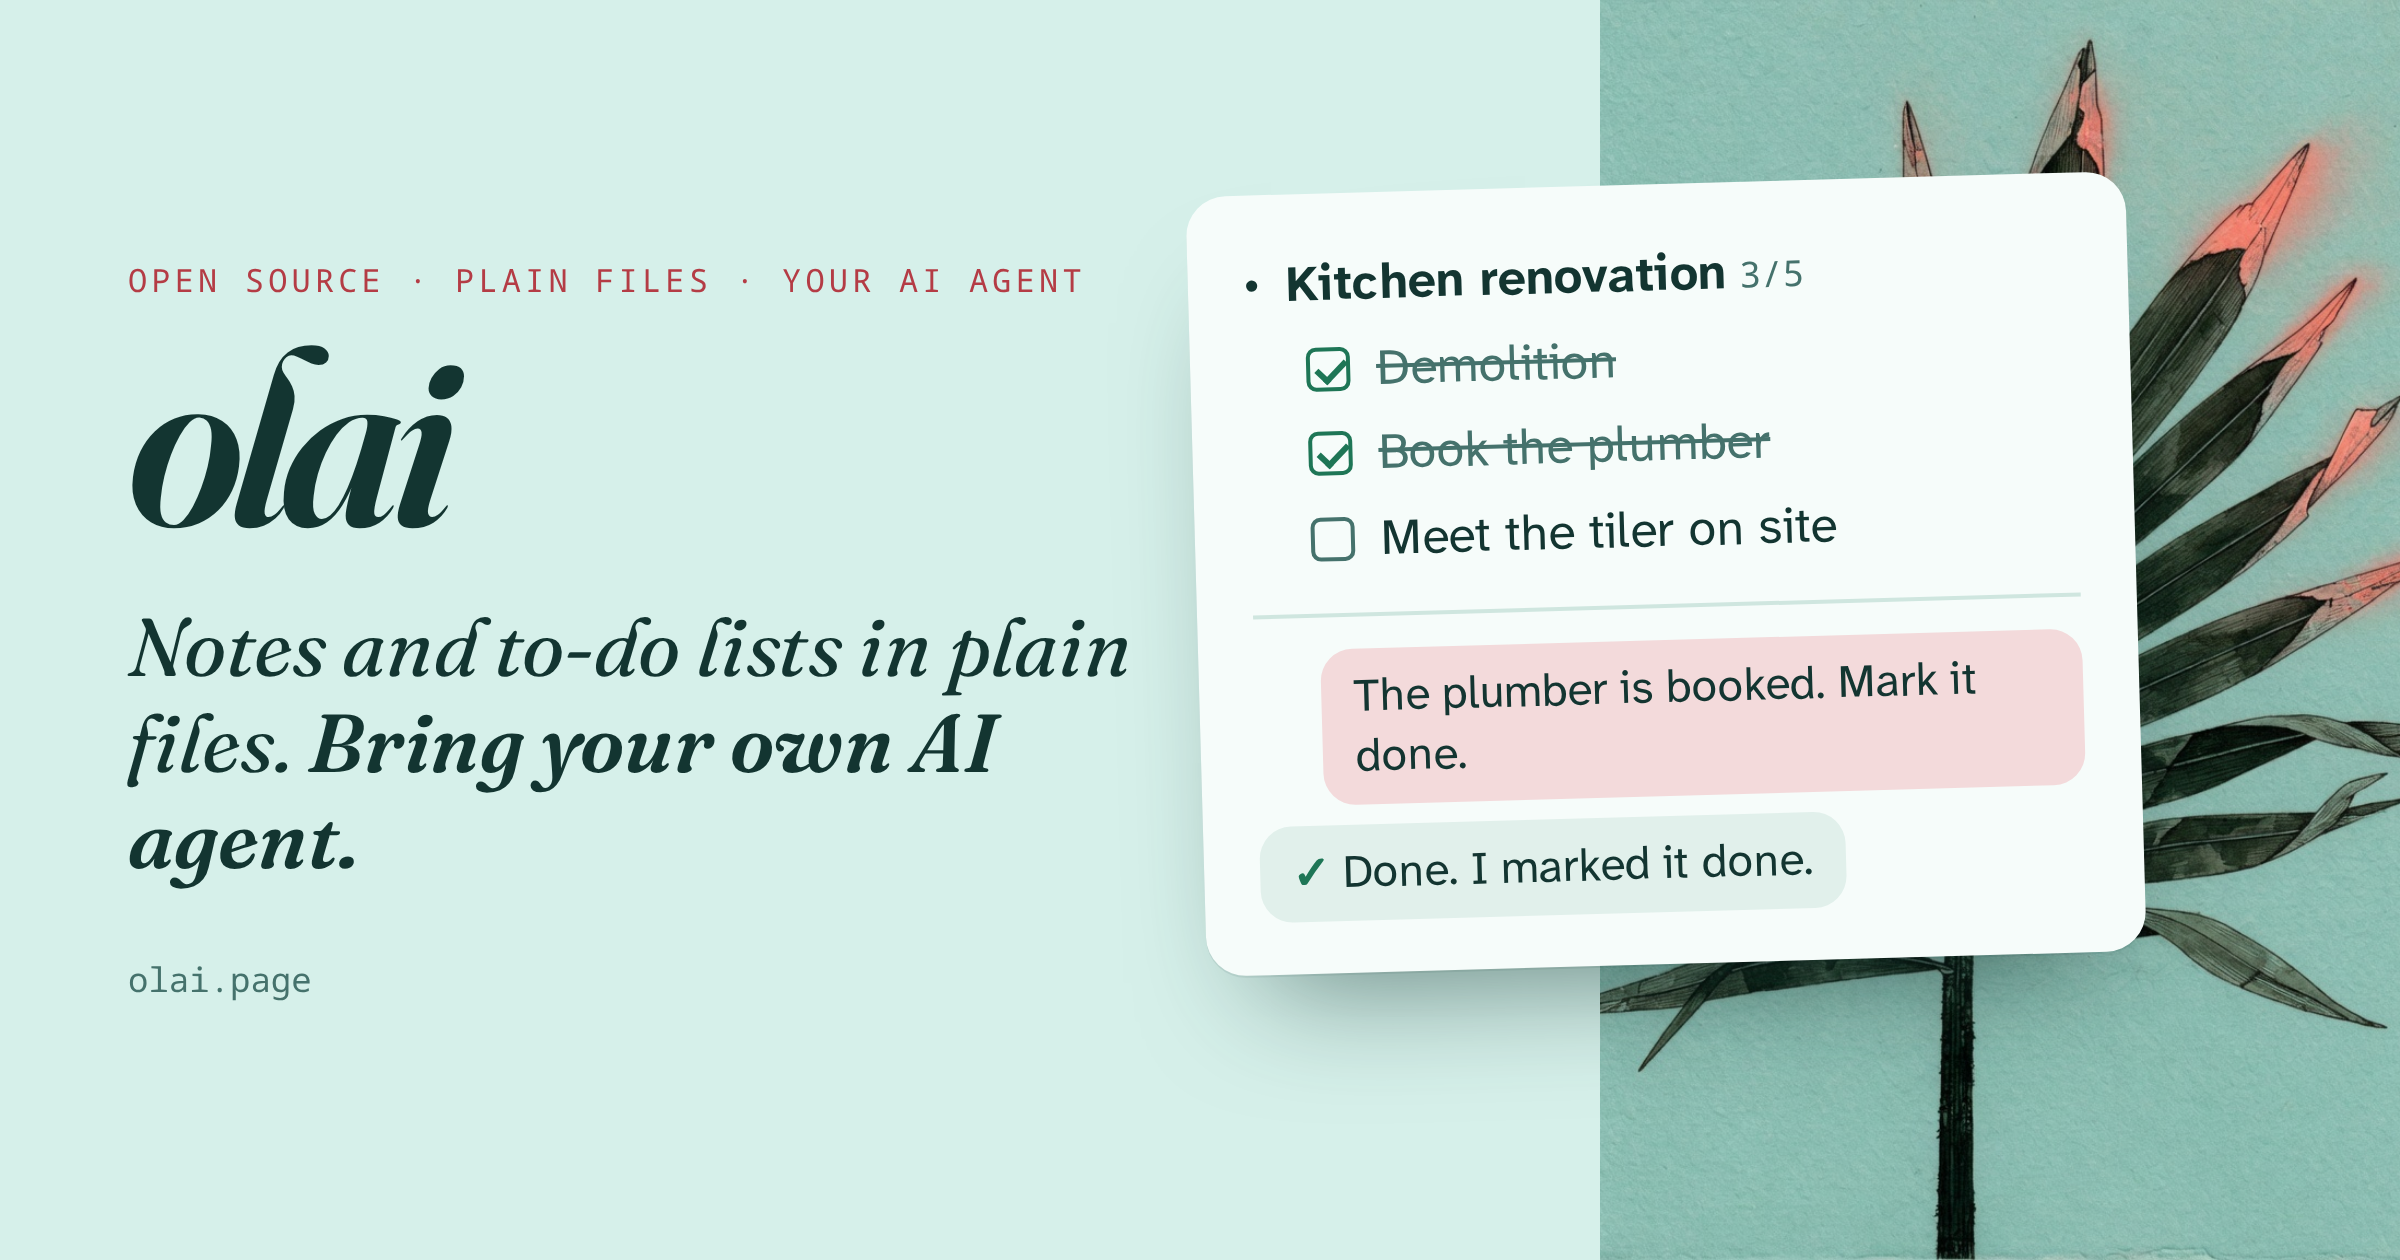 OPEN SOURCE · PLAIN FILES · YOUR AI AGENT
olai
Notes and to-do lists in plain
files. Bring your own AI
agent.
olai.page
• Kitchen renovation 3/5
Demolition
Book the plumber
Meet the tiler on site
The plumber is booked. Mark it
done.
✓ Done. I marked it done.